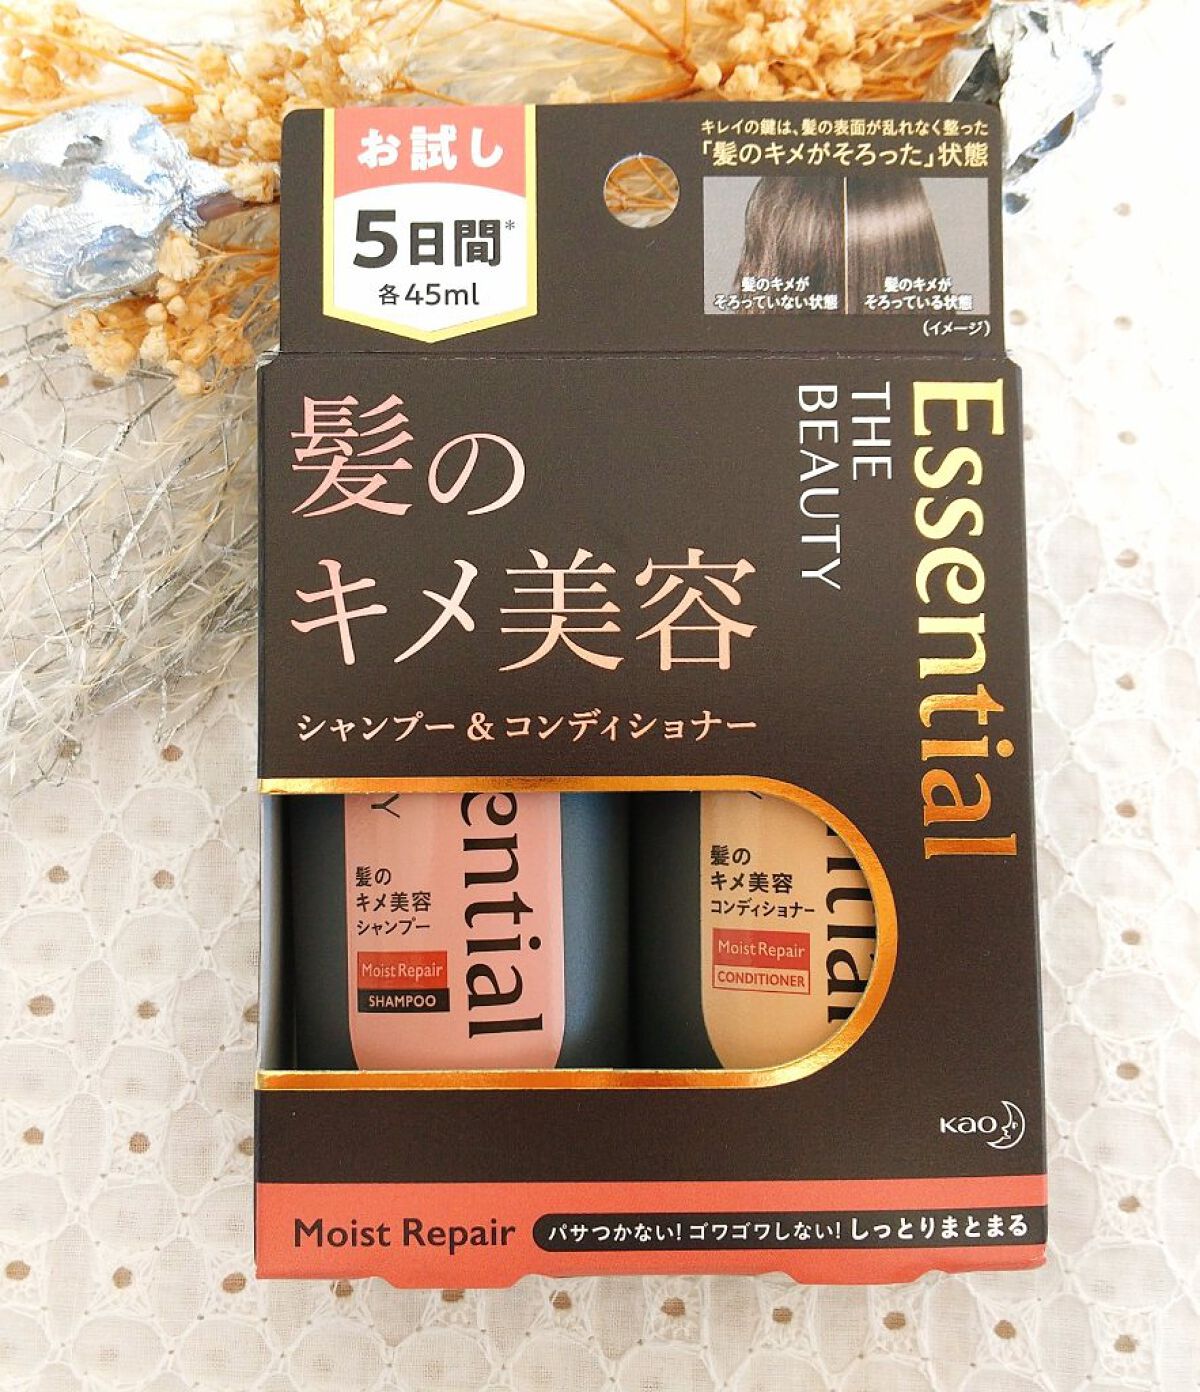 お試し
5日間*
各45ml
キレイの鍵は、髪の表面が乱れなく整った
「髪のキメがそろった」状態
髪のキメが
そろっていない状態
髪のキメが
そろっている状態
(イメージ)
Essential
THE
BEAUTY
髪の
キメ美容
シャンプー&コンディショナー
Y
ential
髪の
キメ美容
シャンプー
Moist Repair
SHAMPOO
髪の
キメ美容
コンディショナー
Moist Repair
CONDITIONER
ntial
Kao
Moist Repair
パサつかない!ゴワゴワしない!しっとりまとまる